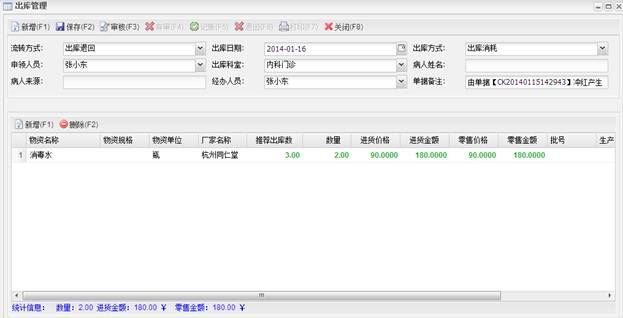 出库管理
新增(F1) 保存(F2) 审核(F3) 弃审(F4) 记账(F5) 退回(F6) 打印(F7) 关闭(F8)
流转方式: 出库退回 出库日期: 2014-01-16 出库方式: 出库消耗
申领人员: 张小东 出库科室: 内科门诊 病人姓名:
病人来源: 经办人员: 张小东 单据备注: 由单据【CK20140115142943】冲红产生
新增(F1) 删除(F2)
物资名称 物资规格 物资单位 厂家名称 推荐出库数 数量 进货价格 进货金额 零售价格 零售金额 批号 生产
1 消毒水 瓶 杭州同仁堂 3.00 2.00 90.0000 180.0000 90.0000 180.0000
统计信息: 数量: 2.00 进货金额: 180.00 ¥ 零售金额: 180.00 ¥